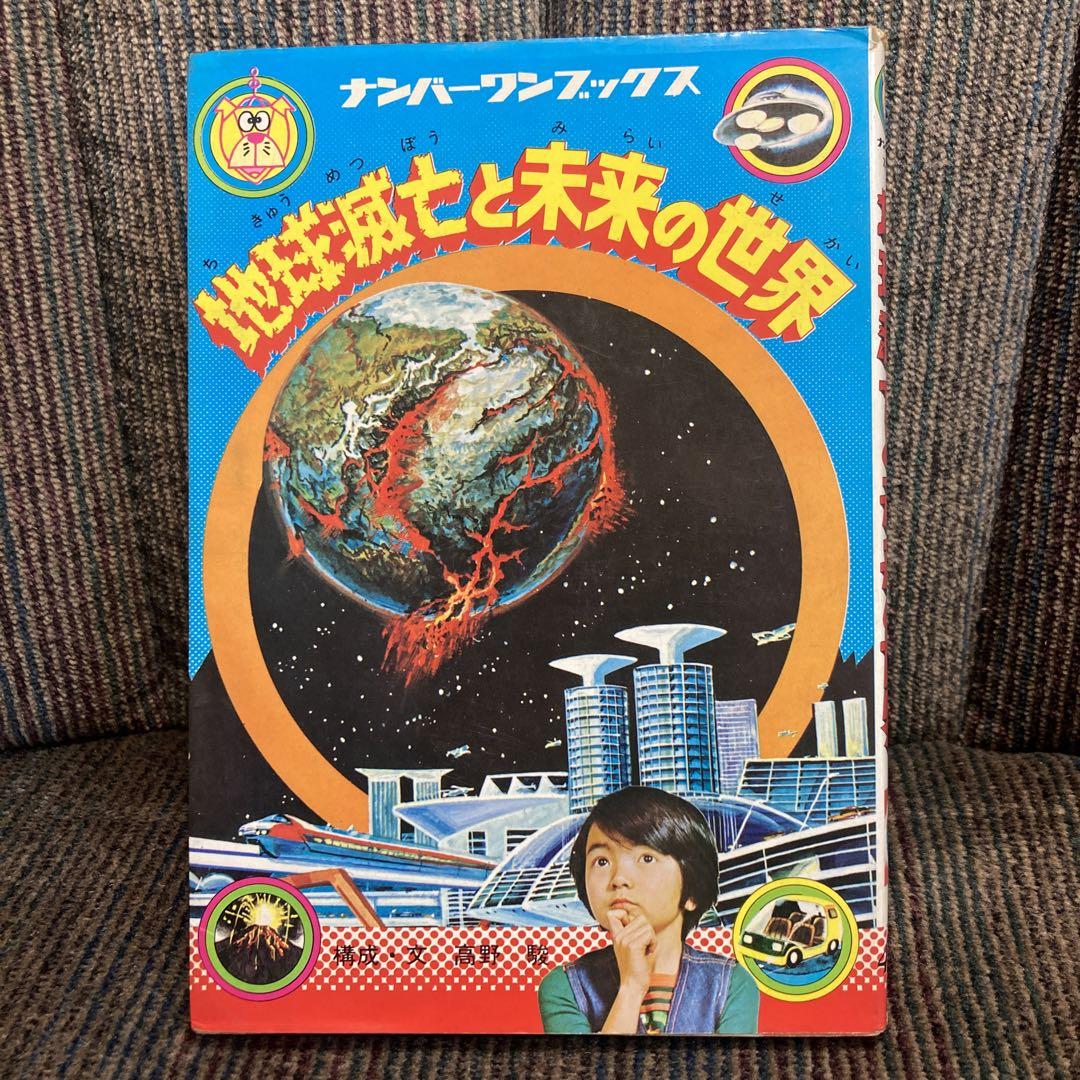 ナンバーワンブックス
ち きゅう めつ ぼう み らい せ かい
地球滅亡と未来の世界
構成・文 高野 駿